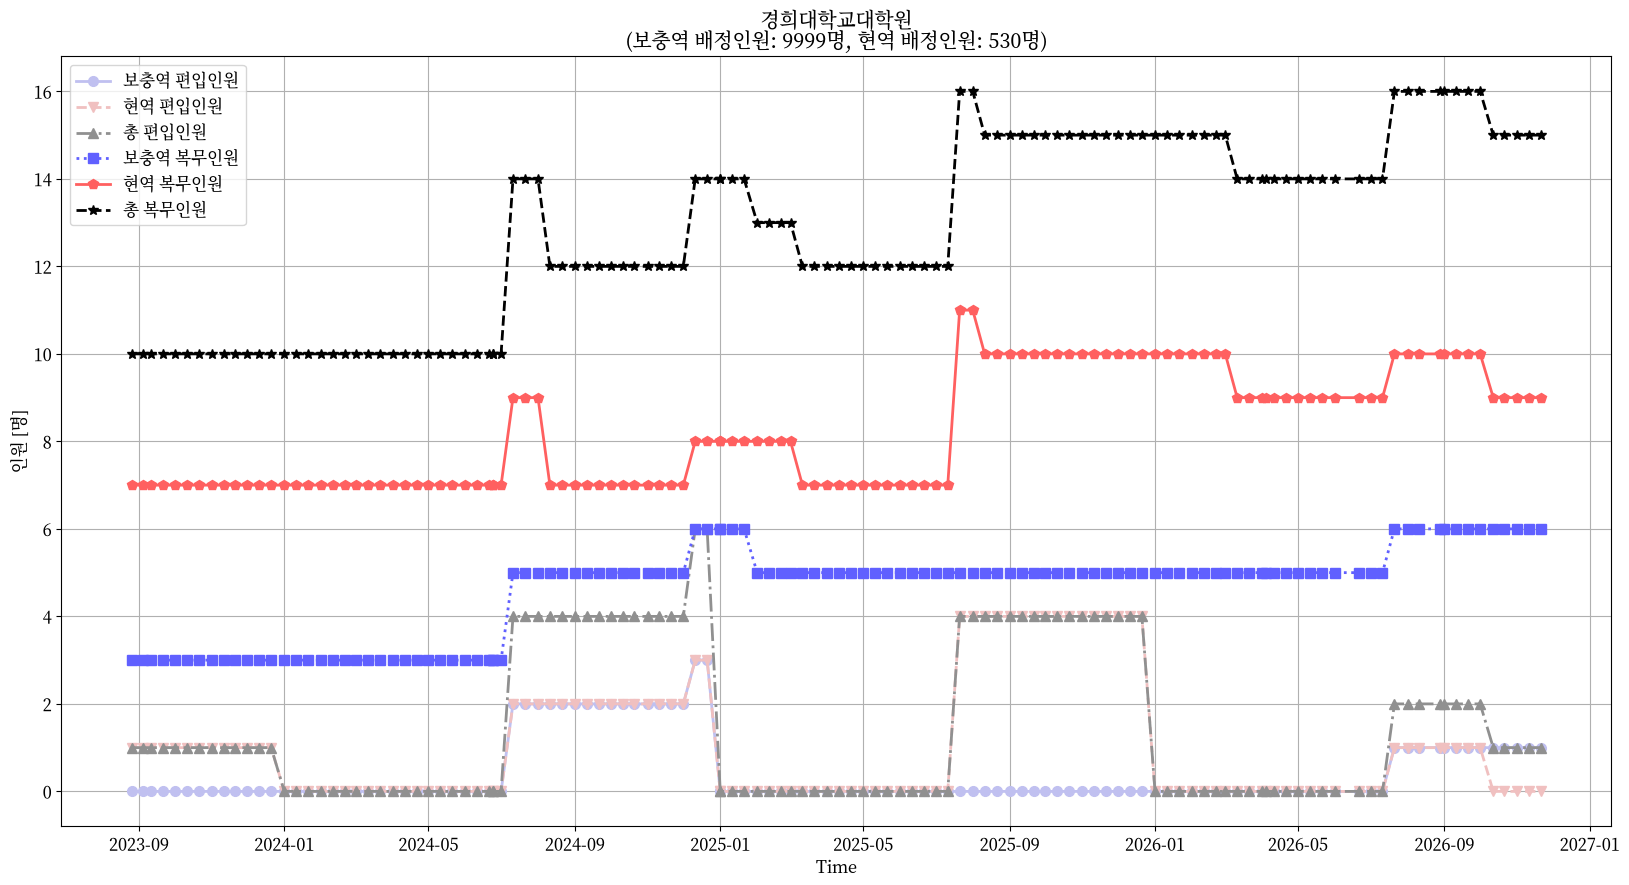 경희대학교대학원
(보충역 배정인원: 9999명, 현역 배정인원: 530명)
보충역 편입인원
현역 편입인원
총 편입인원
보충역 복무인원
현역 복무인원
총 복무인원
인원 [명]
16
14
12
10
8
6
4
2
0
2023-09
2024-01
2024-05
2024-09
2025-01
2025-05
2025-09
2026-01
2026-05
2026-09
2027-01
Time